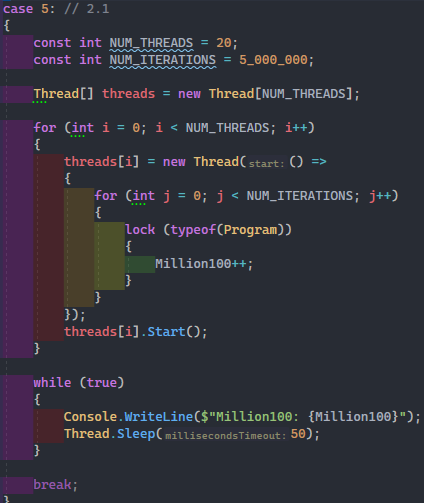 case 5: // 2.1
{
const int NUM_THREADS = 20;
const int NUM_ITERATIONS = 5_000_000;
Thread[] threads = new Thread[NUM_THREADS];
for (int i = 0; i < NUM_THREADS; i++)
{
threads[i] = new Thread(start: () =>
{
for (int j = 0; j < NUM_ITERATIONS; j++)
{
lock (typeof(Program))
{
Million100++;
}
}
});
threads[i].Start();
}
while (true)
{
Console.WriteLine($"Million100: {Million100}");
Thread.Sleep(millisecondsTimeout: 50);
}
break;
}